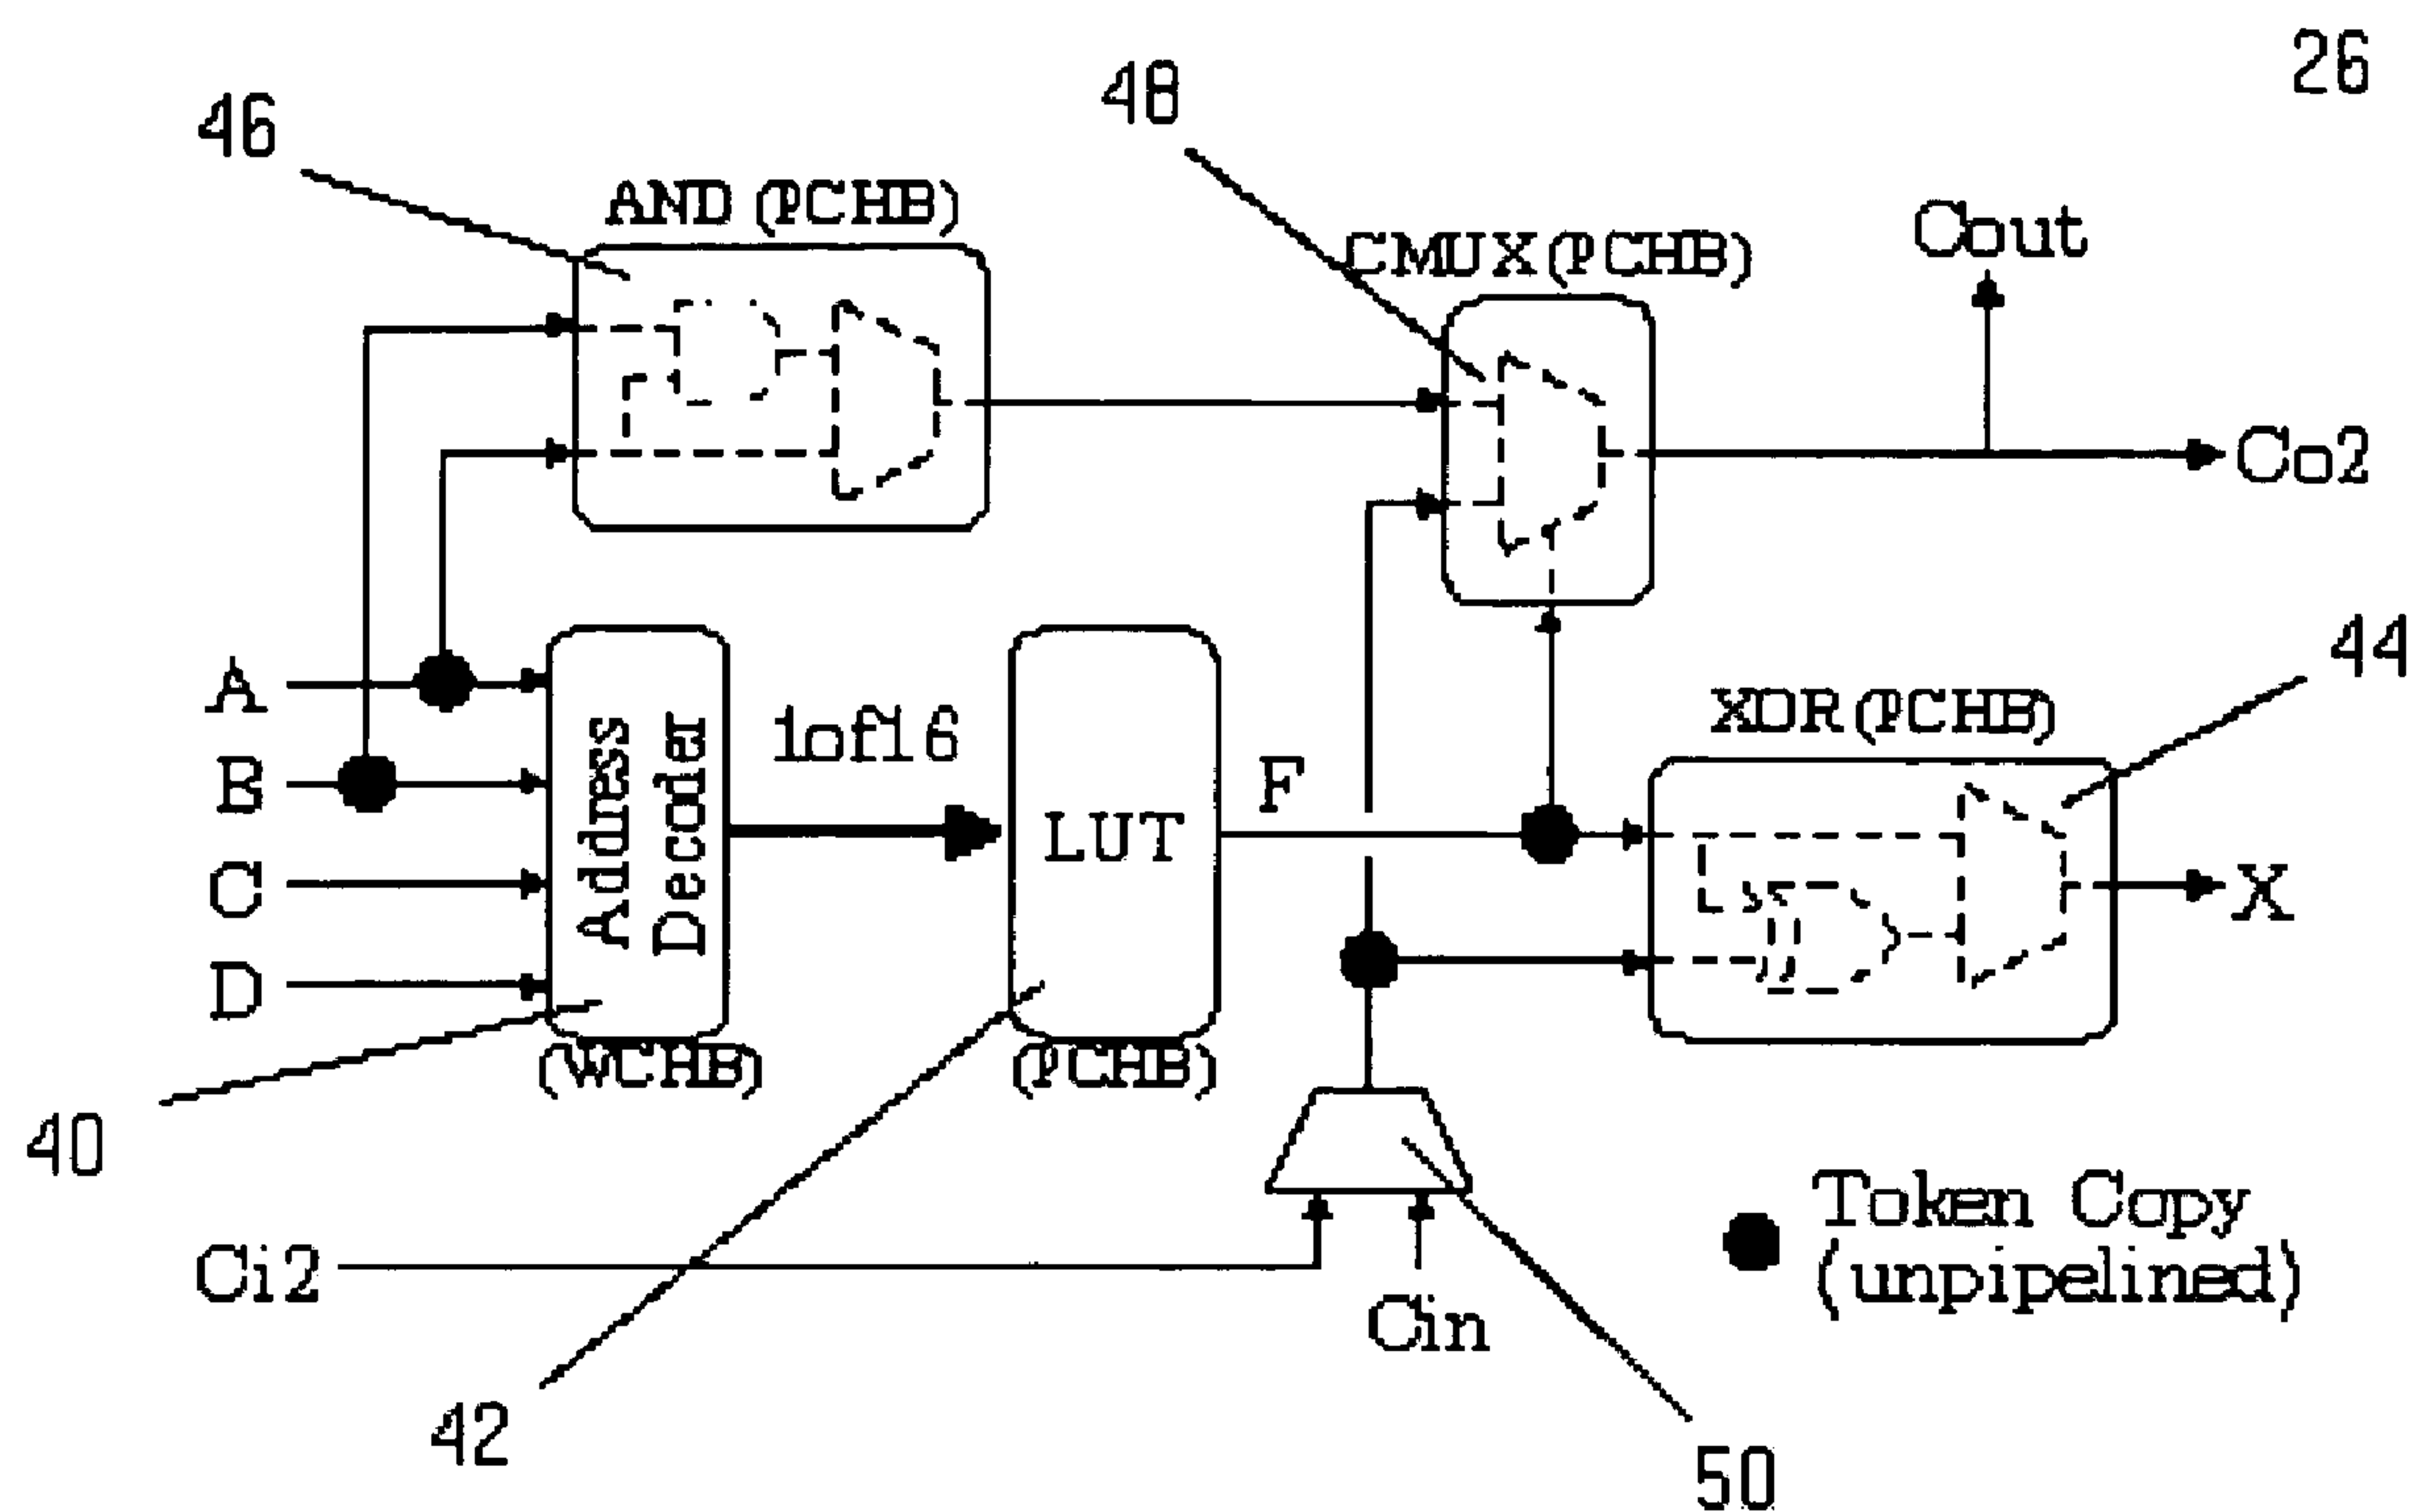 26
48
46
AND (PCHB)
CMUX (PCHB)
Cout
Co2
44
A
XOR (PCHB)
1of16
B
F
Address
Decoder
LUT
C
X
D
(WCHB)
(PCHB)
40
Token Copy
(unpipelined)
Ci2
Cin
42
50